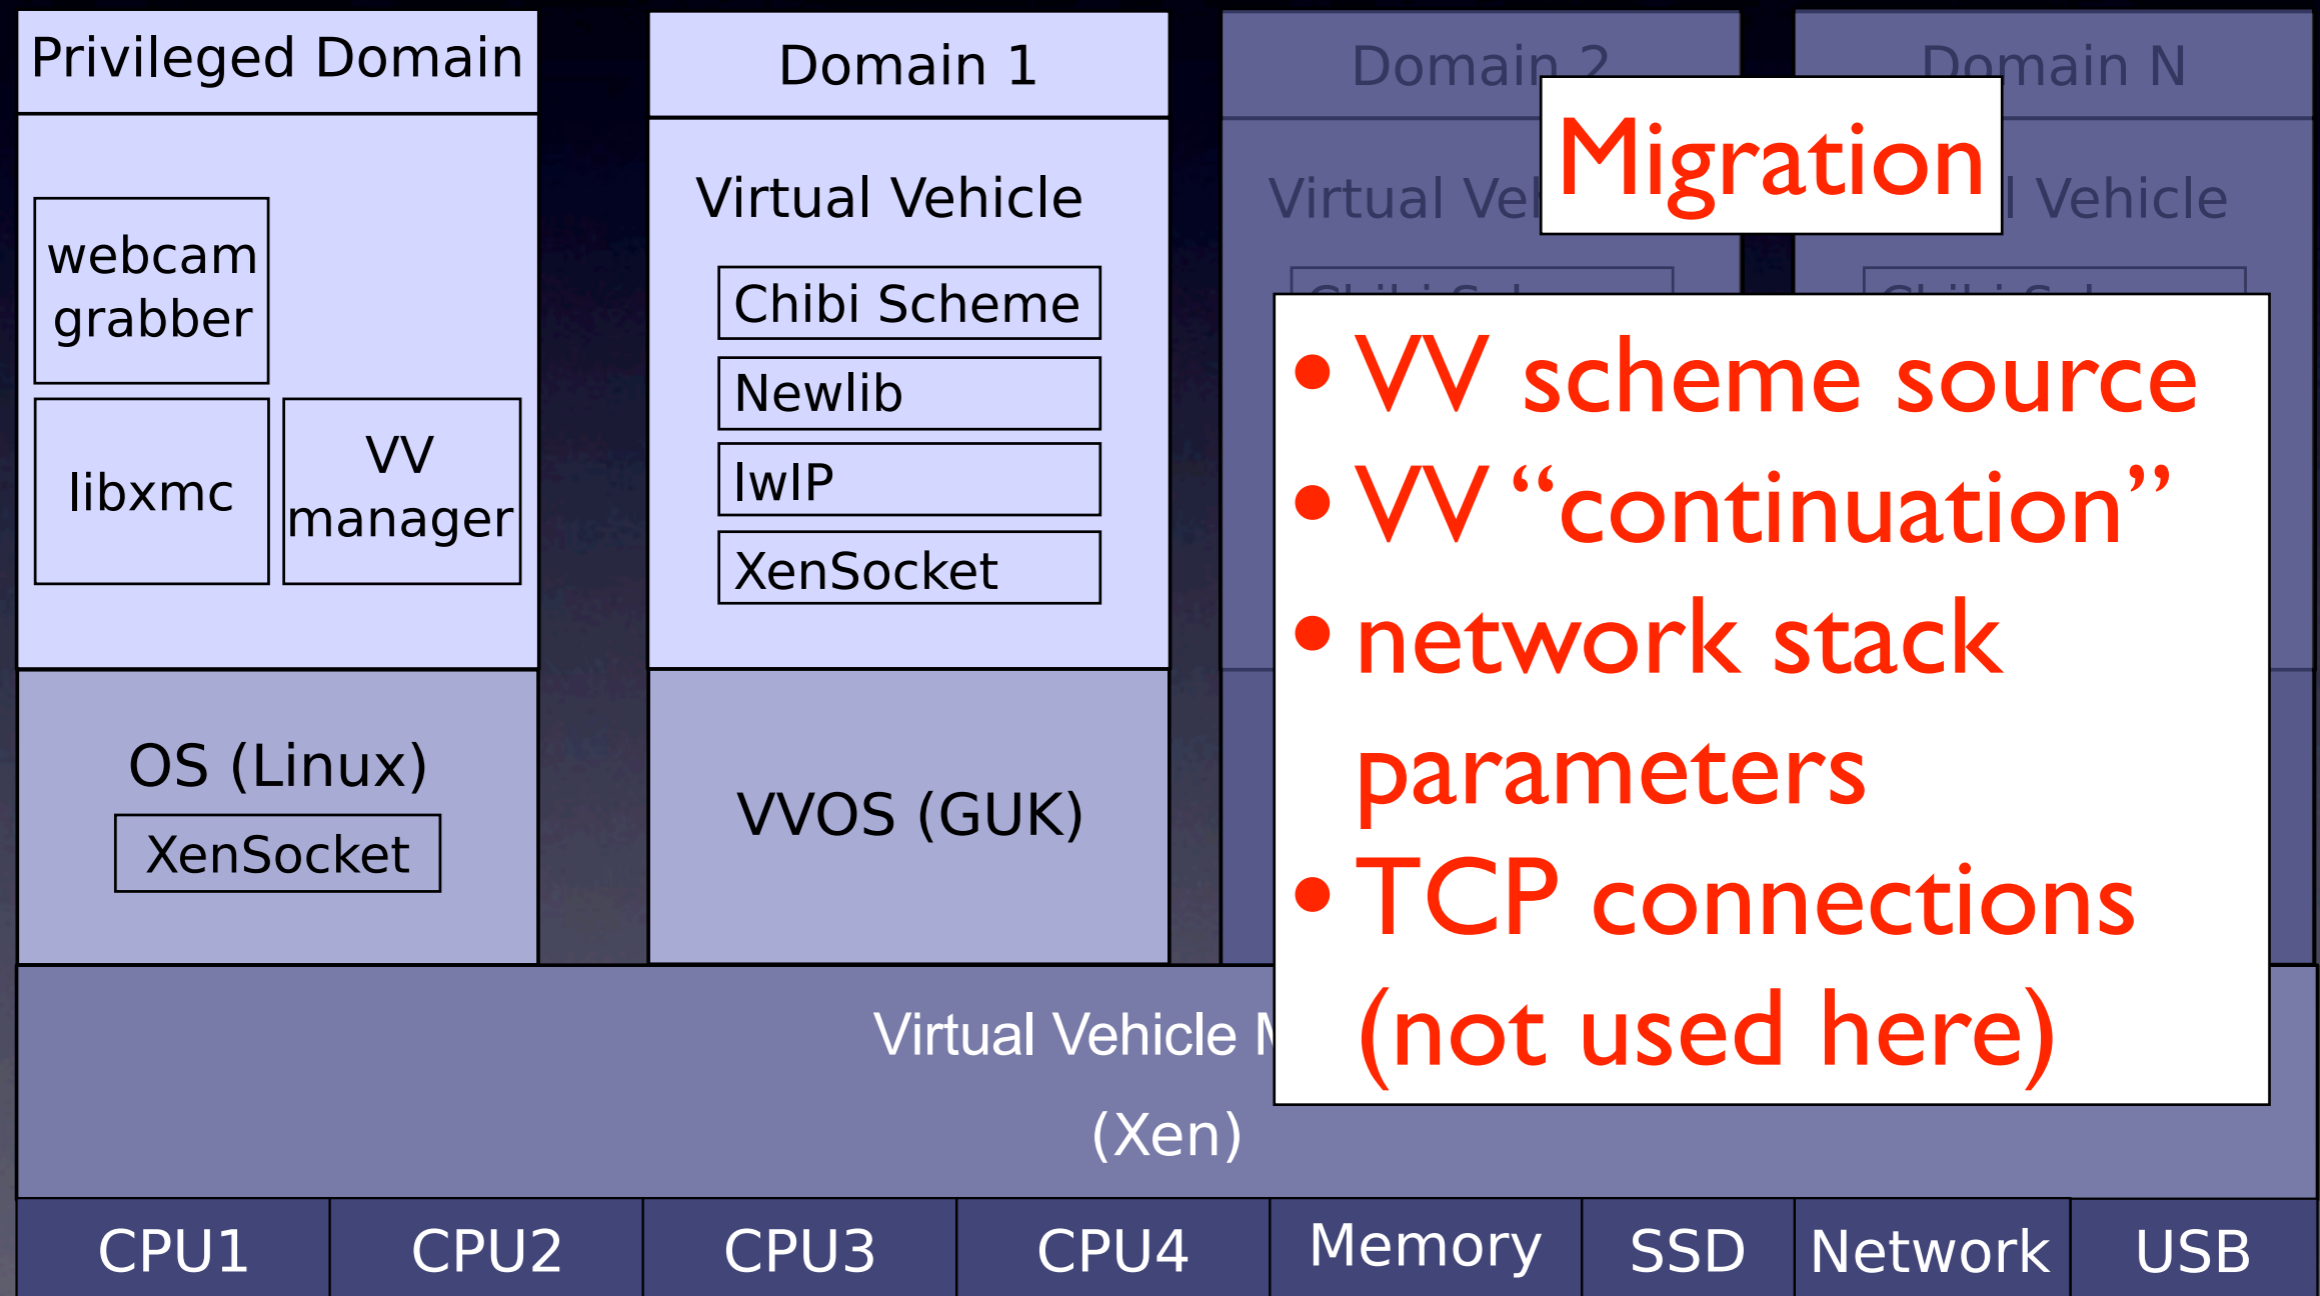 Privileged Domain
webcam
grabber
libxmc
VV
manager
OS (Linux)
XenSocket
Domain 1
Virtual Vehicle
Chibi Scheme
Newlib
lwIP
XenSocket
VVOS (GUK)
Domain 2
Virtual
Domain N
Vehicle
Migration
• VV scheme source
• VV “continuation”
• network stack
parameters
• TCP connections
(not used here)
Virtual Vehicle
(Xen)
CPU1
CPU2
CPU3
CPU4
Memory
SSD
Network
USB